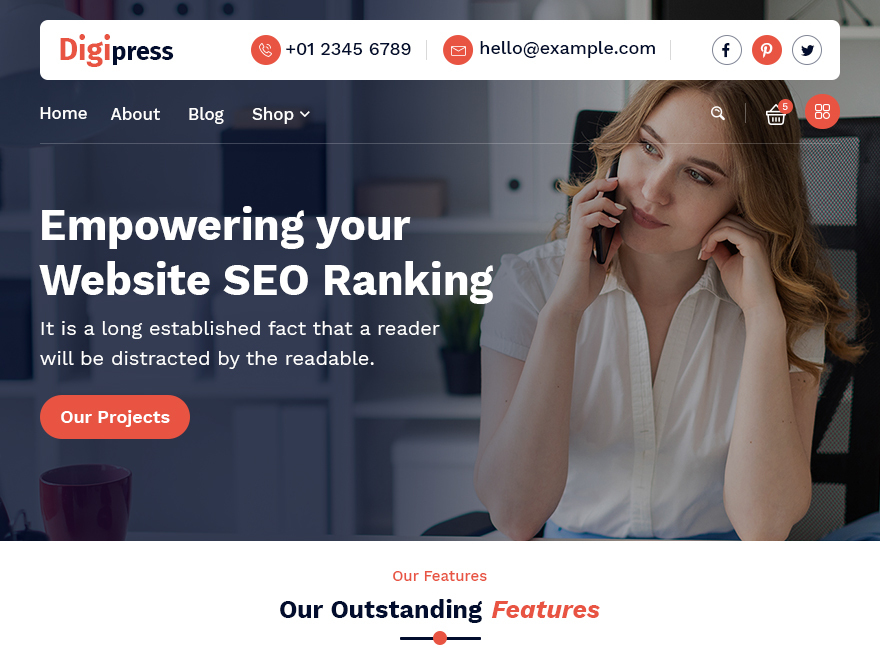 Digipress
+01 2345 6789
hello@example.com
Home About Blog Shop
5
Empowering your
Website SEO Ranking
It is a long established fact that a reader
will be distracted by the readable.
Our Projects
Our Features
Our Outstanding Features